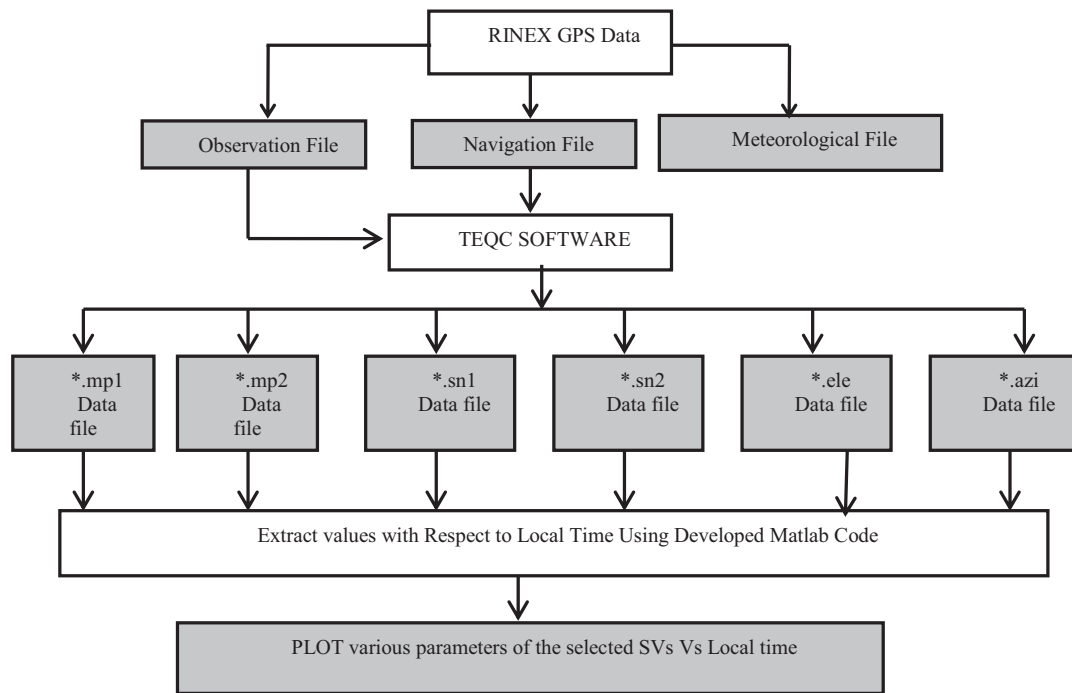 RINEX GPS Data
Observation File
Navigation File
Meteorological File
TEQC SOFTWARE
*.mp1
Data
file
*.mp2
Data
file
*.sn1
Data file
*.sn2
Data file
*.ele
Data file
*.azi
Data file
Extract values with Respect to Local Time Using Developed Matlab Code
PLOT various parameters of the selected SVs Vs Local time